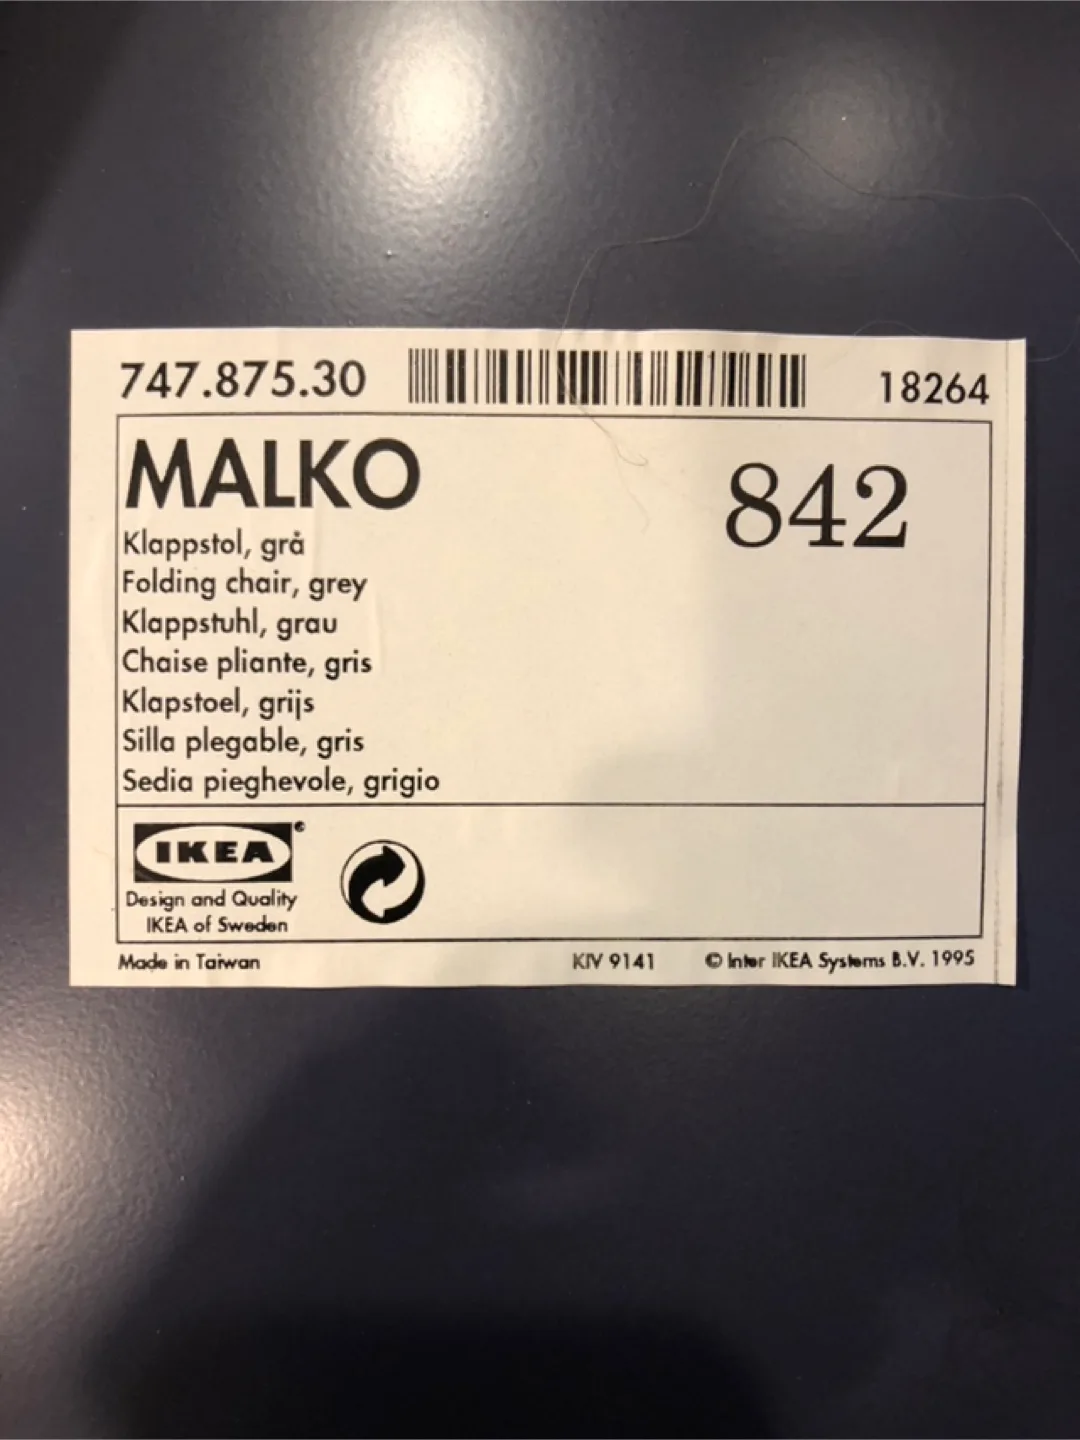 747.875.30 18264
MALKO 842
Klappstol, grå
Folding chair, grey
Klappstuhl, grau
Chaise pliante, gris
Klapstoel, grijs
Silla plegable, gris
Sedia pieghevole, grigio
IKEA®
Design and Quality
IKEA of Sweden
Made in Taiwan KIV 9141 © Inter IKEA Systems B.V. 1995